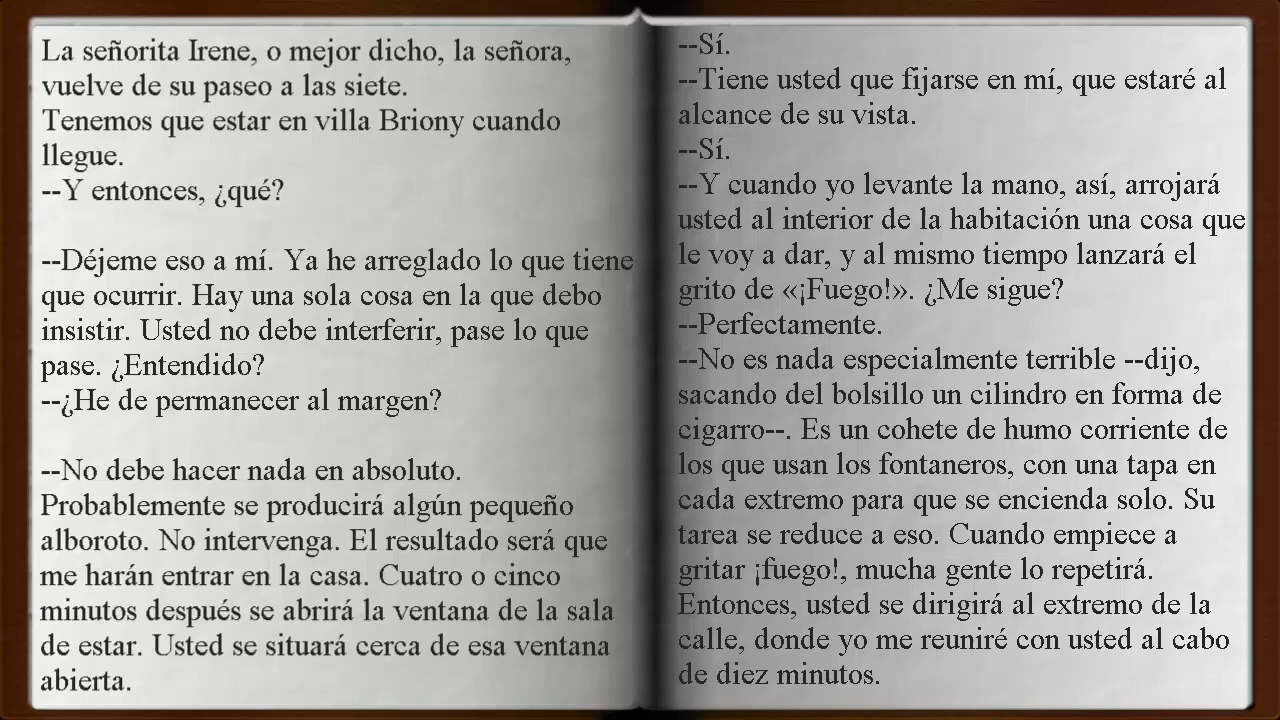 La señorita Irene, o mejor dicho, la señora,
vuelve de su paseo a las siete.
Tenemos que estar en villa Briony cuando
llegue.
--Y entonces, ¿qué?
--Déjeme eso a mí. Ya he arreglado lo que tiene
que ocurrir. Hay una sola cosa en la que debo
insistir. Usted no debe interferir, pase lo que
pase. ¿Entendido?
--¿He de permanecer al margen?
--No debe hacer nada en absoluto.
Probablemente se producirá algún pequeño
alboroto. No intervenga. El resultado será que
me harán entrar en la casa. Cuatro o cinco
minutos después se abrirá la ventana de la sala
de estar. Usted se situará cerca de esa ventana
abierta.
--Sí.
--Tiene usted que fijarse en mí, que estaré al
alcance de su vista.
--Sí.
--Y cuando yo levante la mano, así, arrojará
usted al interior de la habitación una cosa que
le voy a dar, y al mismo tiempo lanzará el
grito de «¡Fuego!». ¿Me sigue?
--Perfectamente.
--No es nada especialmente terrible --dijo,
sacando del bolsillo un cilindro en forma de
cigarro--. Es un cohete de humo corriente de
los que usan los fontaneros, con una tapa en
cada extremo para que se encienda solo. Su
tarea se reduce a eso. Cuando empiece a
gritar ¡fuego!, mucha gente lo repetirá.
Entonces, usted se dirigirá al extremo de la
calle, donde yo me reuniré con usted al cabo
de diez minutos.